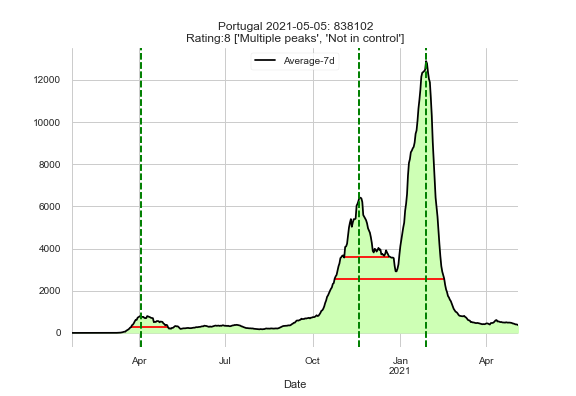 Portugal 2021-05-05: 838102
Rating:8 ['Multiple peaks', 'Not in control']
Average-7d
12000
10000
8000
6000
4000
2000
0
Apr
Jul
Oct
Jan
2021
Apr
Date